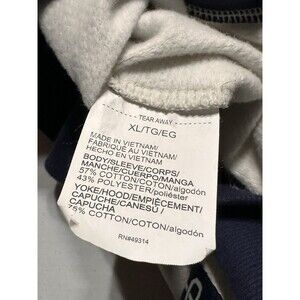 TEAR AWAY
XL/TG/EG
MADE IN VIETNAM/
FABRIQUÉ AU VIETNAM/
HECHO EN VIETNAM
BODY/SLEEVE/CORPS/
MANCHE/CUERPO/MANGA
57% COTTON/COTON/algodón
43% POLYESTER/poliéster
YOKE/HOOD/EMPIÈCEMENT/
CAPUCHE/CANESÚ/
CAPUCHA
78% COTTON/COTON/algodón
RN#49314